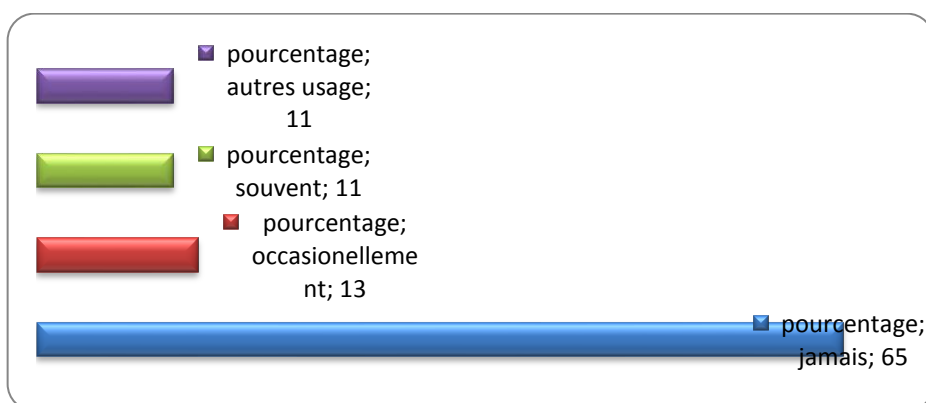 pourcentage;
autres usage;
11
pourcentage;
souvent; 11
pourcentage;
occasionelleme
nt; 13
pourcentage;
jamais; 65